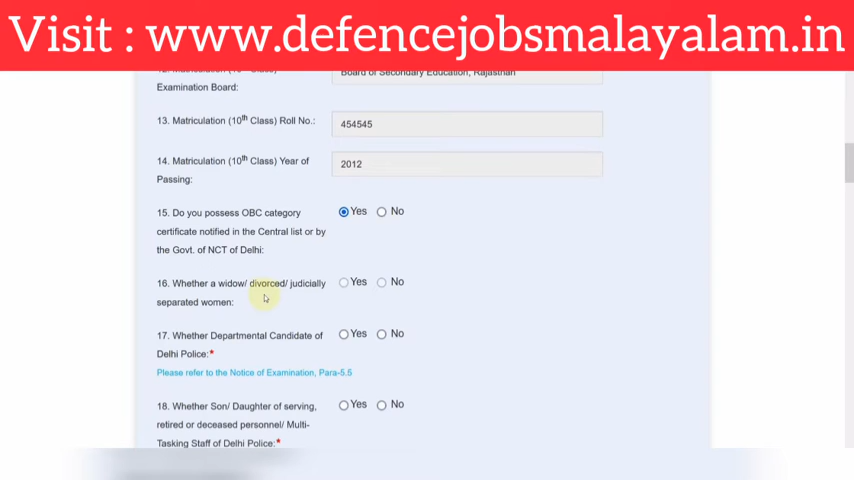 Visit : www.defencejobsmalayalam.in
12. Matriculation (10th Class) Board of Secondary Education, Rajasthan
Examination Board:
13. Matriculation (10th Class) Roll No.: 454545
14. Matriculation (10th Class) Year of 2012
Passing:
15. Do you possess OBC category Yes No
certificate notified in the Central list or by
the Govt. of NCT of Delhi:
16. Whether a widow/ divorced/ judicially Yes No
separated women:
17. Whether Departmental Candidate of Yes No
Delhi Police:*
Please refer to the Notice of Examination, Para-5.5
18. Whether Son/ Daughter of serving, Yes No
retired or deceased personnel/ Multi-
Tasking Staff of Delhi Police:*